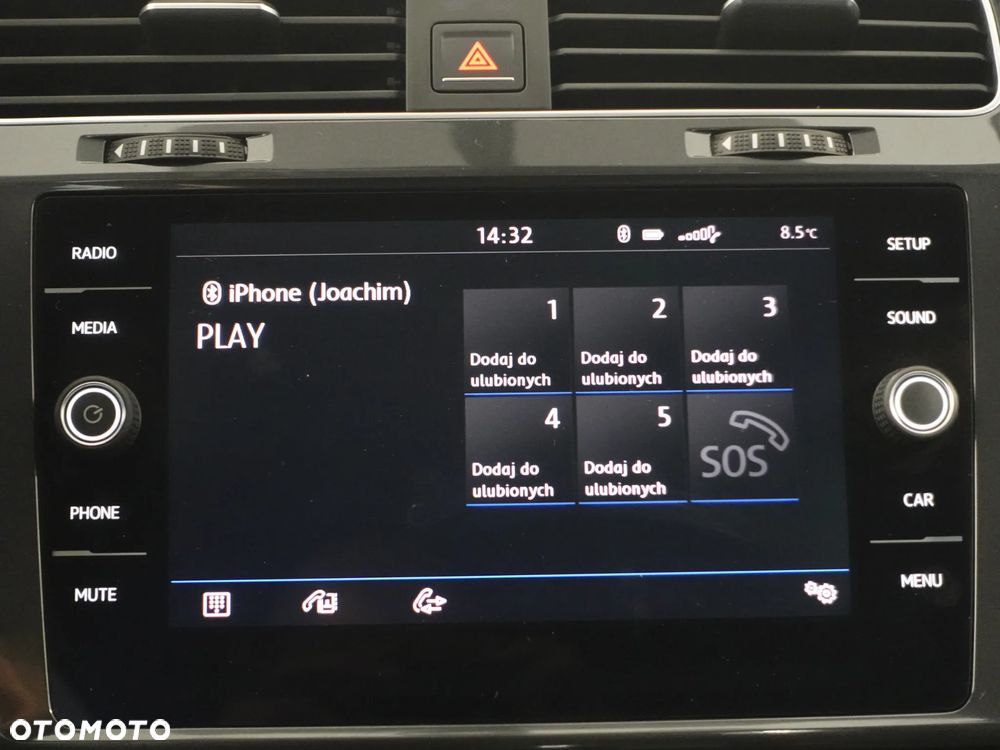 14:32
8.5°C
RADIO
MEDIA
PHONE
MUTE
iPhone (Joachim)
PLAY
1
Dodaj do
ulubionych
2
Dodaj do
ulubionych
3
Dodaj do
ulubionych
4
Dodaj do
ulubionych
5
Dodaj do
ulubionych
SOS
SETUP
SOUND
CAR
MENU
OTOMOTO